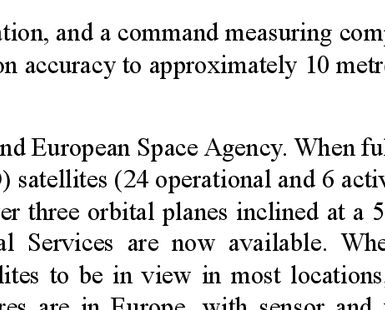 ation, and a command measuring comp
on accuracy to approximately 10 metre
nd European Space Agency. When ful
) satellites (24 operational and 6 activ
er three orbital planes inclined at a 5
al Services are now available. Whe
lites to be in view in most locations,
res are in Europe, with sensor and